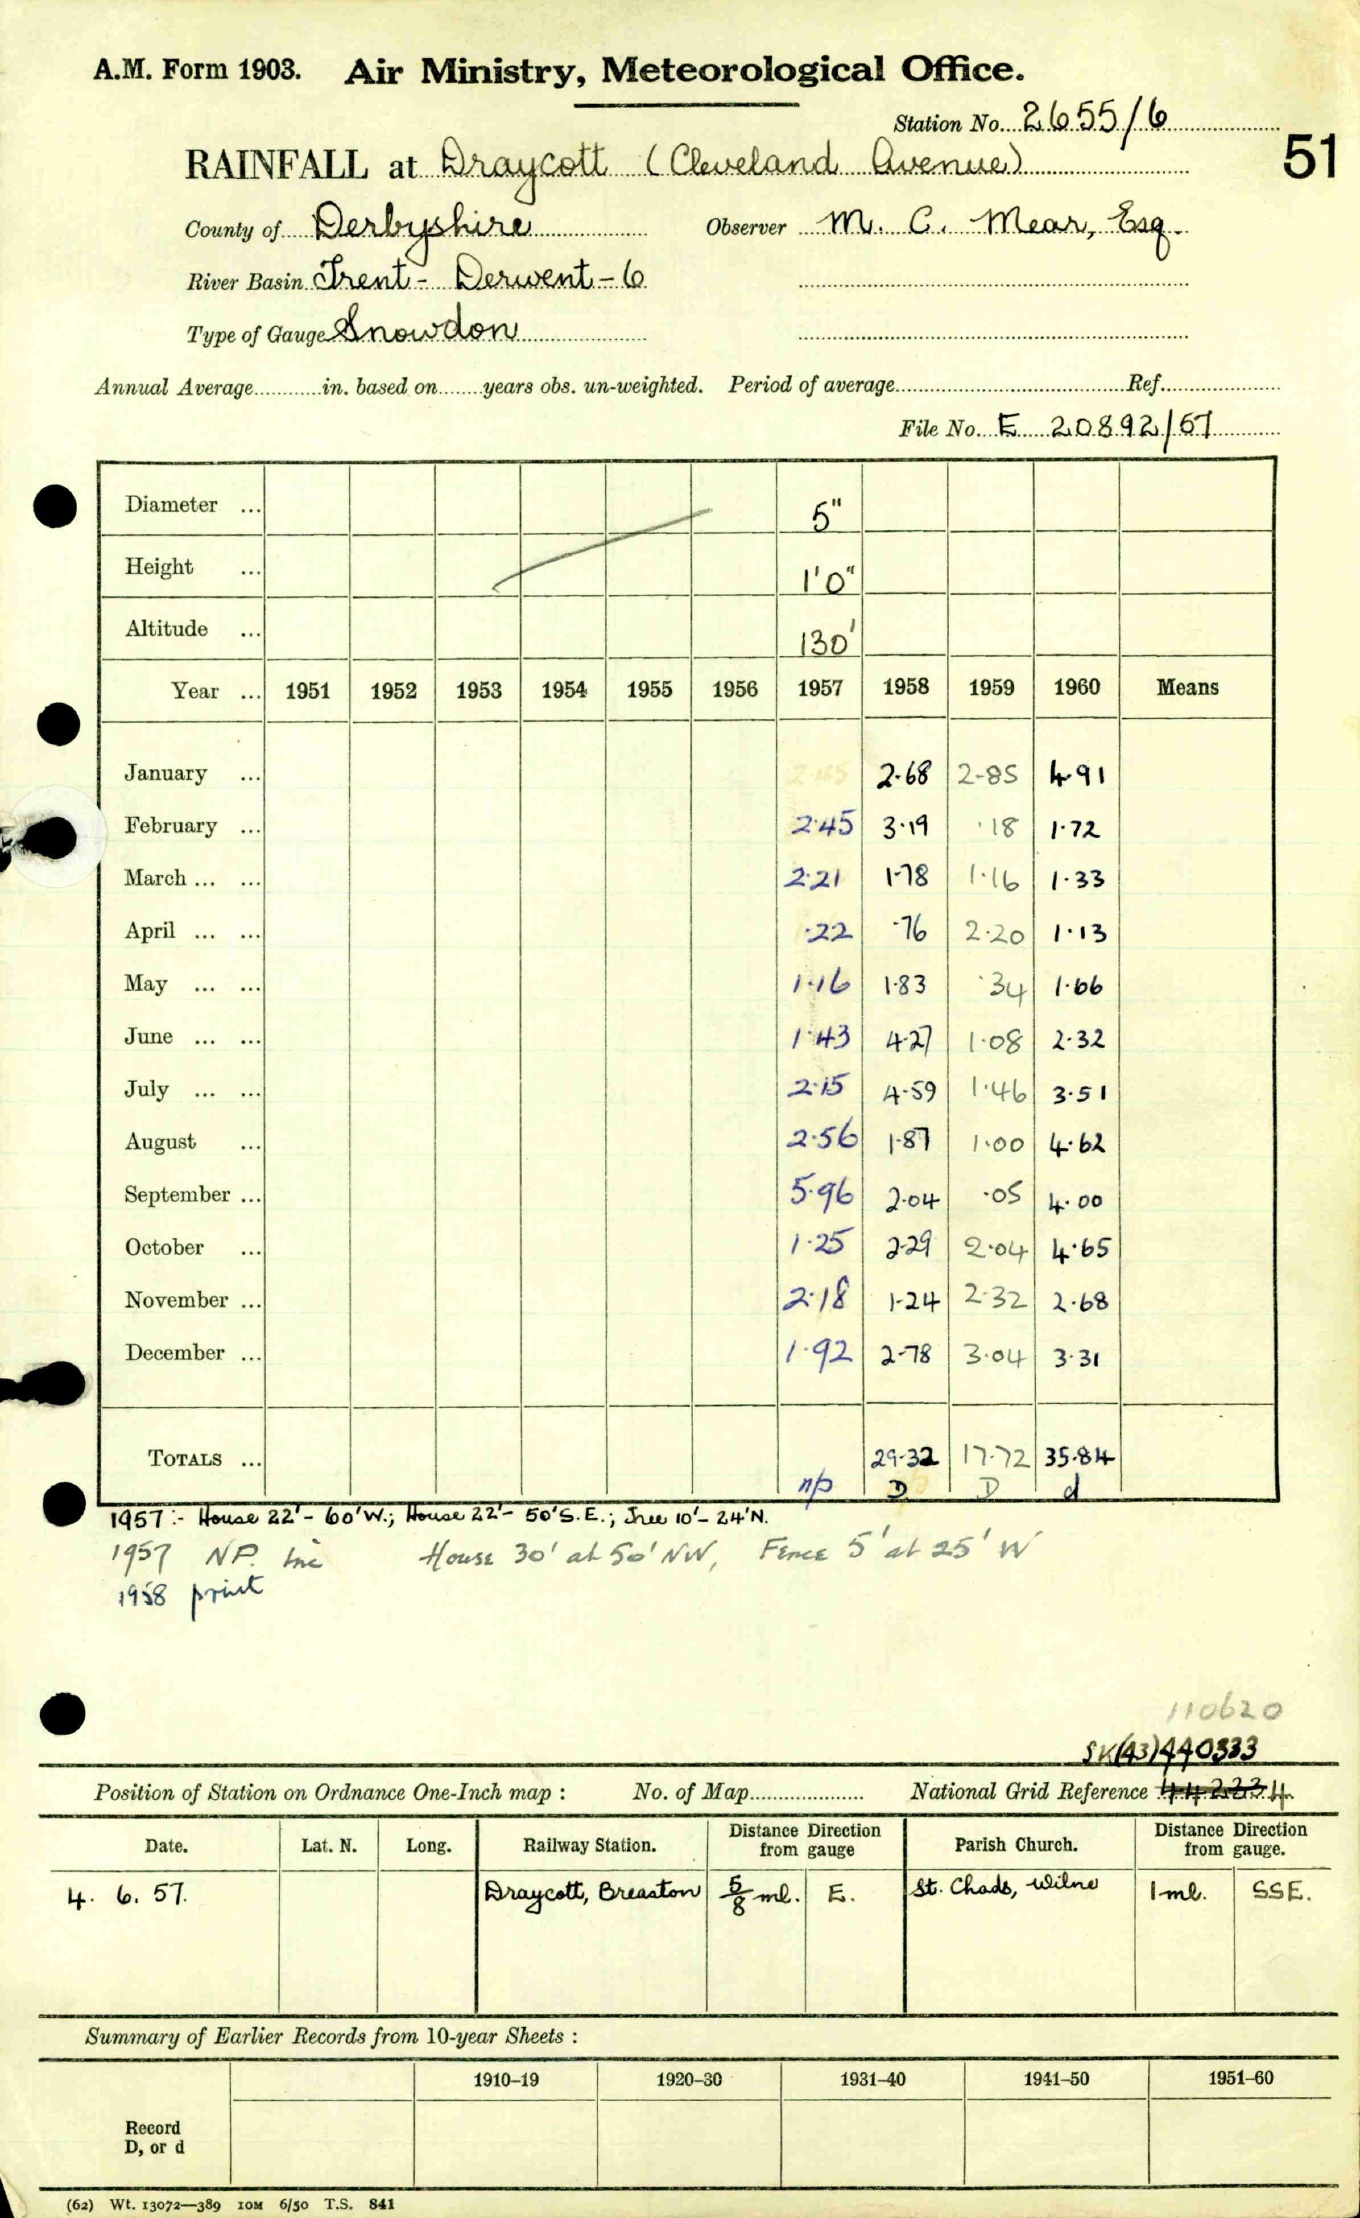 A.M. Form 1903. Air Ministry, Meteorological Office.
Station No. 2655/6
51
RAINFALL at Draycott (Cleveland Avenue)
County of Derbyshire Observer M. C. Mear, Esq.
River Basin Trent - Derwent - 6
Type of Gauge Snowdon
Annual Average............in. based on........years obs. un-weighted. Period of average............Ref............
File No. E 20892/57
Diameter ... 5"
Height ... 1'0"
Altitude ... 130'
Year ... 1951 1952 1953 1954 1955 1956 1957 1958 1959 1960 Means
January ... 2·68 2·85 4·91
February ... 2·45 3·19 ·18 1·72
March ... ... 2·21 1·78 1·16 1·33
April ... ... ·22 ·76 2·20 1·13
May ... ... 1·16 1·83 ·34 1·66
June ... ... 1·43 4·27 1·08 2·32
July ... ... 2·15 4·59 1·46 3·51
August ... 2·56 1·87 1·00 4·62
September ... 5·96 2·04 ·05 4·00
October ... 1·25 2·29 2·04 4·65
November ... 2·18 1·24 2·32 2·68
December ... 1·92 2·78 3·04 3·31
TOTALS ... 29·32 17·72 35·84
n/p D D d
1957:- House 22'- 60'W.; House 22'- 50'S.E.; Tree 10'- 24'N.
1957 NP. Inc House 30' at 50' NW, Fence 5' at 25' W
1958 print
110620
SK(43)440333
Position of Station on Ordnance One-Inch map : No. of Map.................... National Grid Reference
Date. Lat. N. Long. Railway Station. Distance Direction from gauge Parish Church. Distance Direction from gauge.
4. 6. 57. Draycott, Breaston 5/8 ml. E. St. Chads, Wilne 1 ml. SSE.
Summary of Earlier Records from 10-year Sheets :
1910–19 1920–30 1931–40 1941–50 1951–60
Record
D, or d
(62) Wt. 13072—389 10M 6/50 T.S. 841